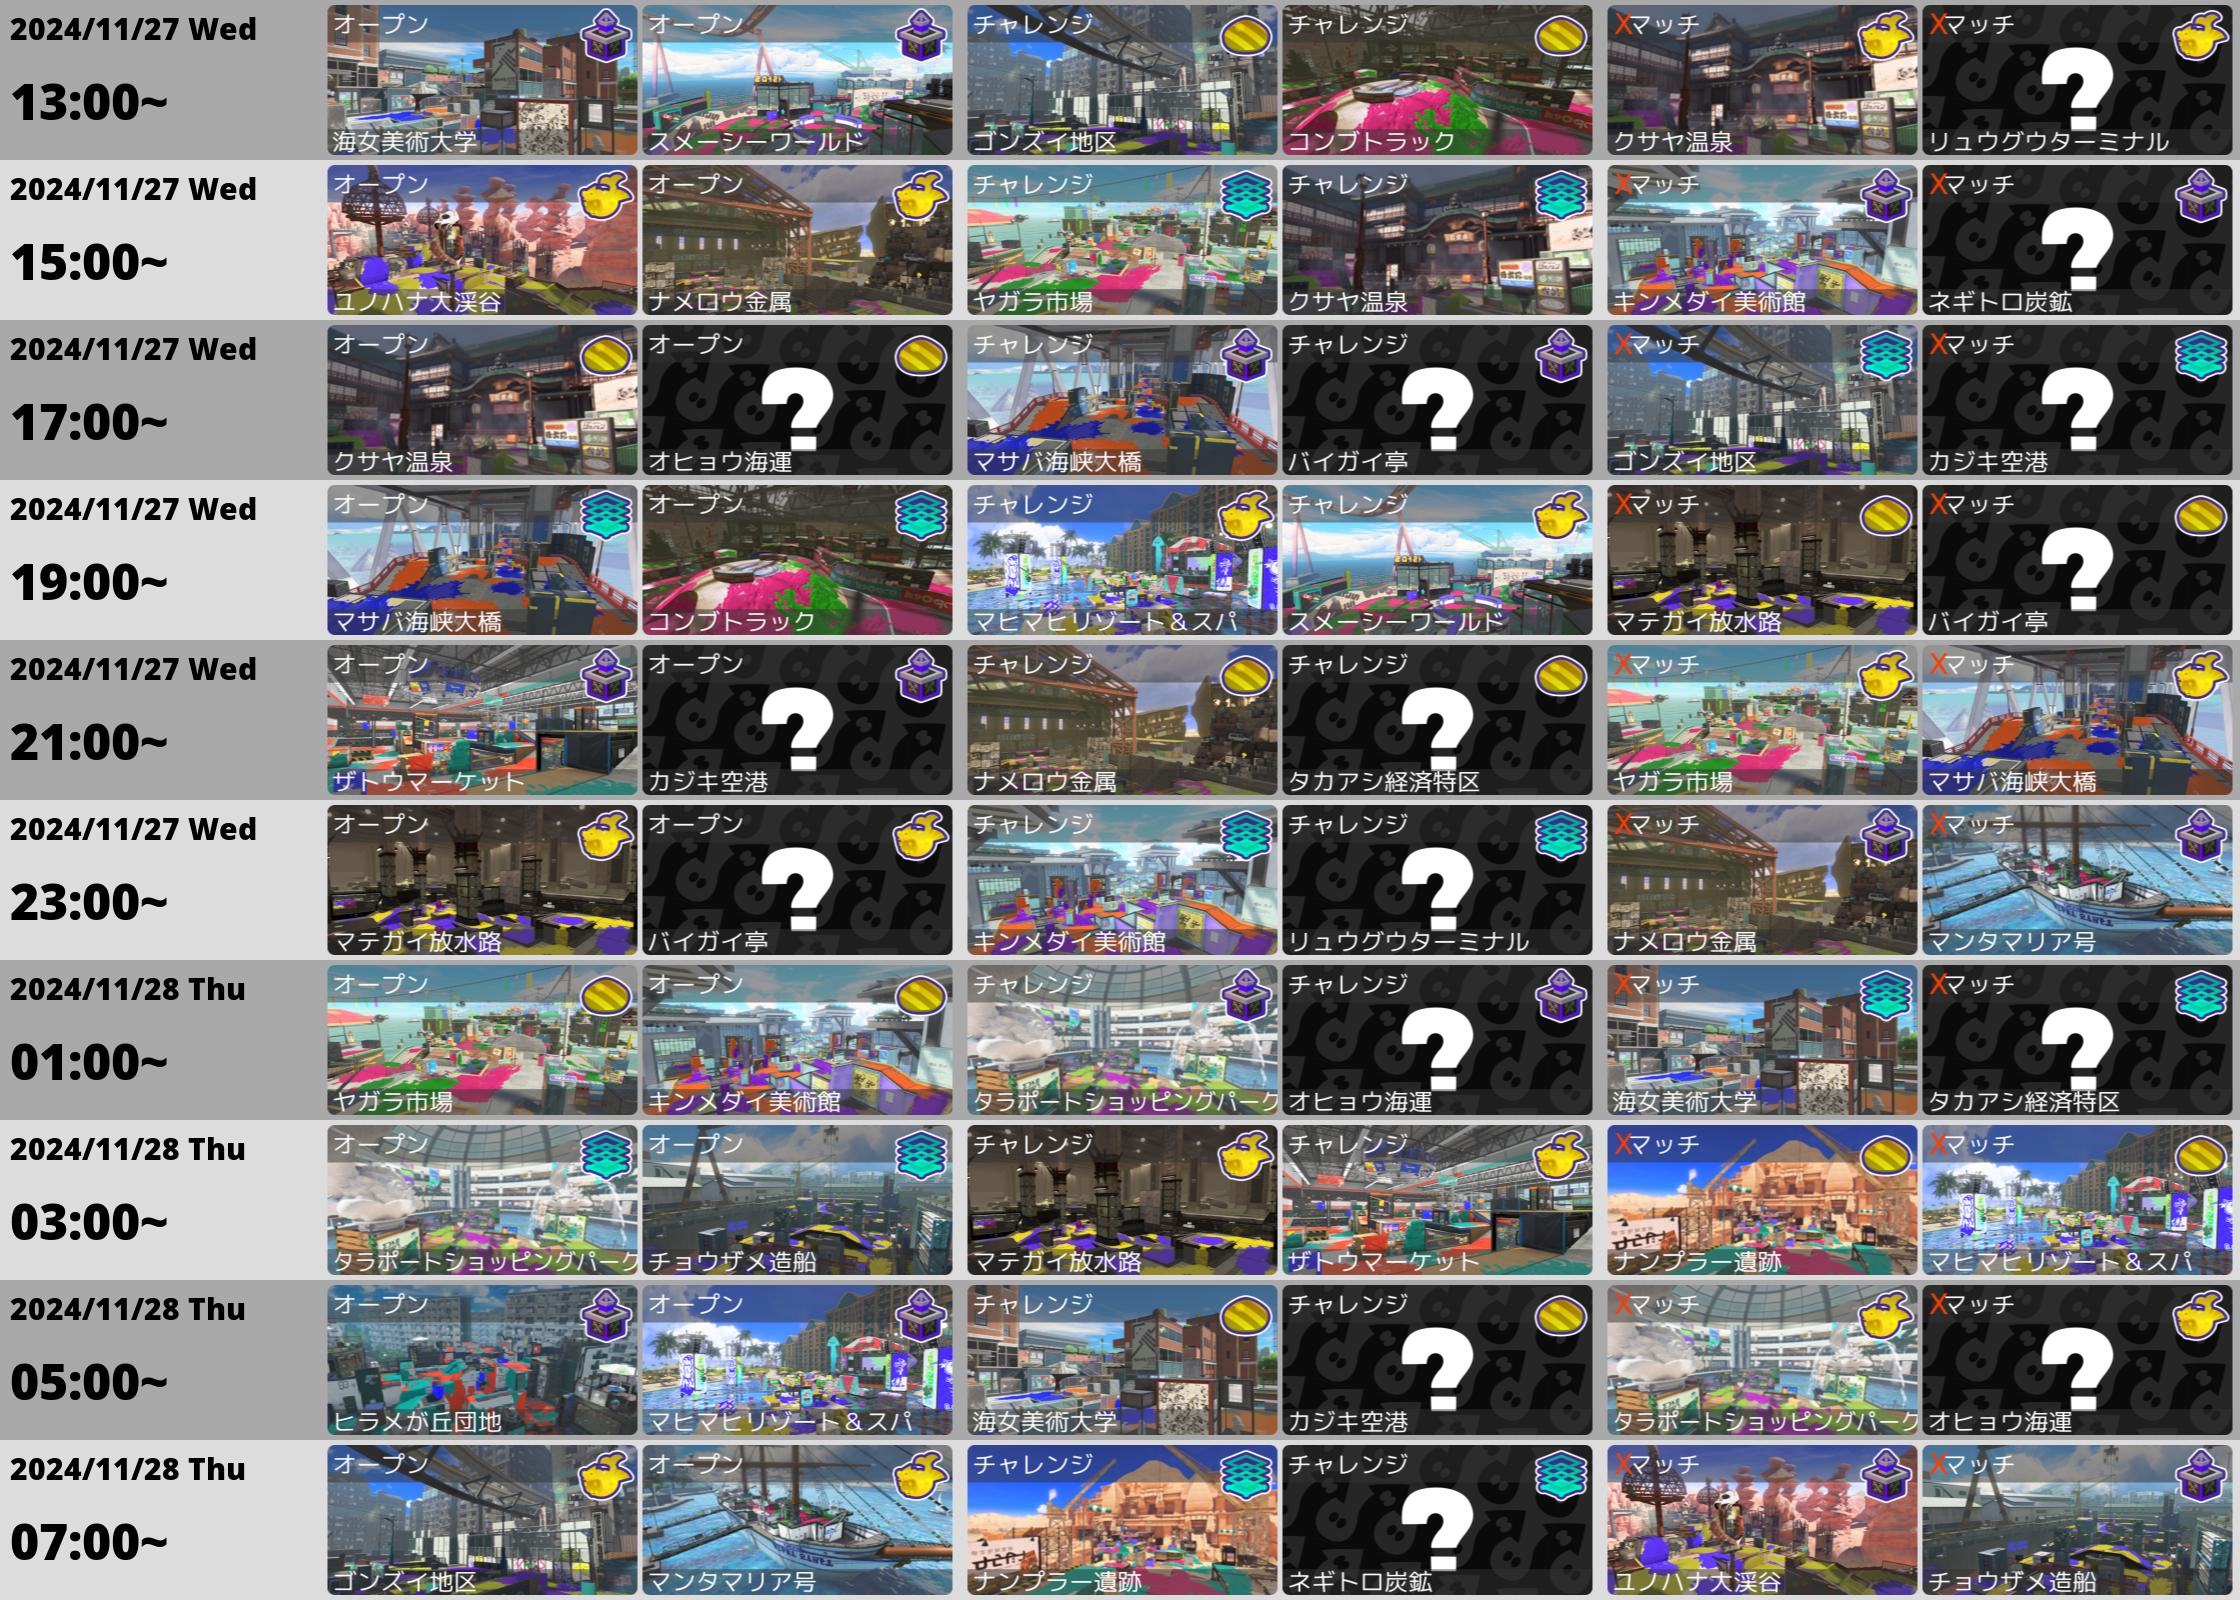 2024/11/27 Wed
13:00~
オープン
海女美術大学
オープン
スメーシーワールド
チャレンジ
ゴンズイ地区
チャレンジ
コンブトラック
Xマッチ
クサヤ温泉
Xマッチ
リュウグウターミナル
2024/11/27 Wed
15:00~
オープン
ユノハナ大渓谷
オープン
ナメロウ金属
チャレンジ
ヤガラ市場
チャレンジ
クサヤ温泉
Xマッチ
キンメダイ美術館
Xマッチ
ネギトロ炭鉱
2024/11/27 Wed
17:00~
オープン
クサヤ温泉
オープン
オヒョウ海運
チャレンジ
マサバ海峡大橋
チャレンジ
バイガイ亭
Xマッチ
ゴンズイ地区
Xマッチ
カジキ空港
2024/11/27 Wed
19:00~
オープン
マサバ海峡大橋
オープン
コンブトラック
チャレンジ
マヒマヒリゾート＆スパ
チャレンジ
スメーシーワールド
Xマッチ
マテガイ放水路
Xマッチ
バイガイ亭
2024/11/27 Wed
21:00~
オープン
ザトウマーケット
オープン
カジキ空港
チャレンジ
ナメロウ金属
チャレンジ
タカアシ経済特区
Xマッチ
ヤガラ市場
Xマッチ
マサバ海峡大橋
2024/11/27 Wed
23:00~
オープン
マテガイ放水路
オープン
バイガイ亭
チャレンジ
キンメダイ美術館
チャレンジ
リュウグウターミナル
Xマッチ
ナメロウ金属
Xマッチ
マンタマリア号
2024/11/28 Thu
01:00~
オープン
ヤガラ市場
オープン
キンメダイ美術館
チャレンジ
タラポートショッピングパーク
チャレンジ
オヒョウ海運
Xマッチ
海女美術大学
Xマッチ
タカアシ経済特区
2024/11/28 Thu
03:00~
オープン
タラポートショッピングパーク
オープン
チョウザメ造船
チャレンジ
マテガイ放水路
チャレンジ
ザトウマーケット
Xマッチ
ナンプラー遺跡
Xマッチ
マヒマヒリゾート＆スパ
2024/11/28 Thu
05:00~
オープン
ヒラメが丘団地
オープン
マヒマヒリゾート＆スパ
チャレンジ
海女美術大学
チャレンジ
カジキ空港
Xマッチ
タラポートショッピングパーク
Xマッチ
オヒョウ海運
2024/11/28 Thu
07:00~
オープン
ゴンズイ地区
オープン
マンタマリア号
チャレンジ
ナンプラー遺跡
チャレンジ
ネギトロ炭鉱
Xマッチ
ユノハナ大渓谷
Xマッチ
チョウザメ造船